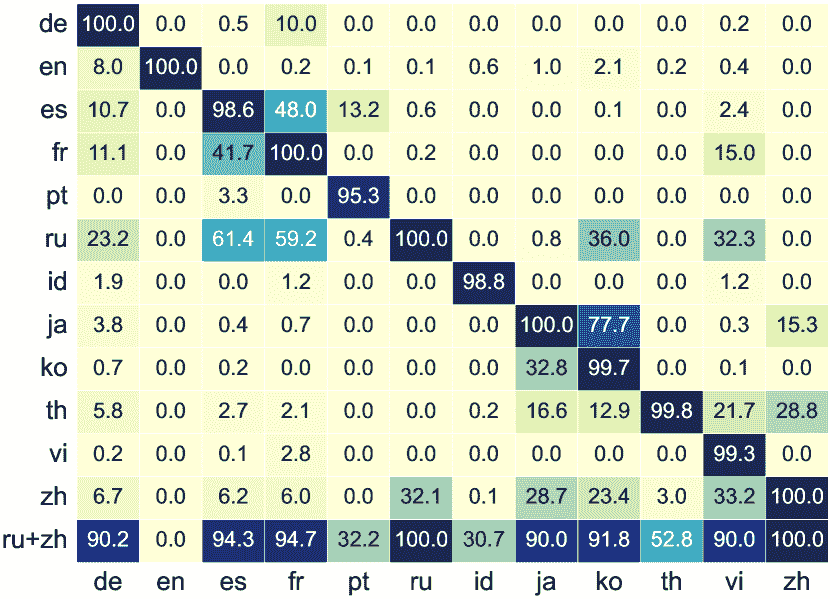 de 100.0 0.0 0.5 10.0 0.0 0.0 0.0 0.0 0.0 0.0 0.2 0.0
en 8.0 100.0 0.0 0.2 0.1 0.1 0.6 1.0 2.1 0.2 0.4 0.0
es 10.7 0.0 98.6 48.0 13.2 0.6 0.0 0.0 0.1 0.0 2.4 0.0
fr 11.1 0.0 41.7 100.0 0.0 0.2 0.0 0.0 0.0 0.0 15.0 0.0
pt 0.0 0.0 3.3 0.0 95.3 0.0 0.0 0.0 0.0 0.0 0.0 0.0
ru 23.2 0.0 61.4 59.2 0.4 100.0 0.0 0.8 36.0 0.0 32.3 0.0
id 1.9 0.0 0.0 1.2 0.0 0.0 98.8 0.0 0.0 0.0 1.2 0.0
ja 3.8 0.0 0.4 0.7 0.0 0.0 0.0 100.0 77.7 0.0 0.3 15.3
ko 0.7 0.0 0.2 0.0 0.0 0.0 0.0 32.8 99.7 0.0 0.1 0.0
th 5.8 0.0 2.7 2.1 0.0 0.0 0.2 16.6 12.9 99.8 21.7 28.8
vi 0.2 0.0 0.1 2.8 0.0 0.0 0.0 0.0 0.0 0.0 99.3 0.0
zh 6.7 0.0 6.2 6.0 0.0 32.1 0.1 28.7 23.4 3.0 33.2 100.0
ru+zh 90.2 0.0 94.3 94.7 32.2 100.0 30.7 90.0 91.8 52.8 90.0 100.0
de en es fr pt ru id ja ko th vi zh